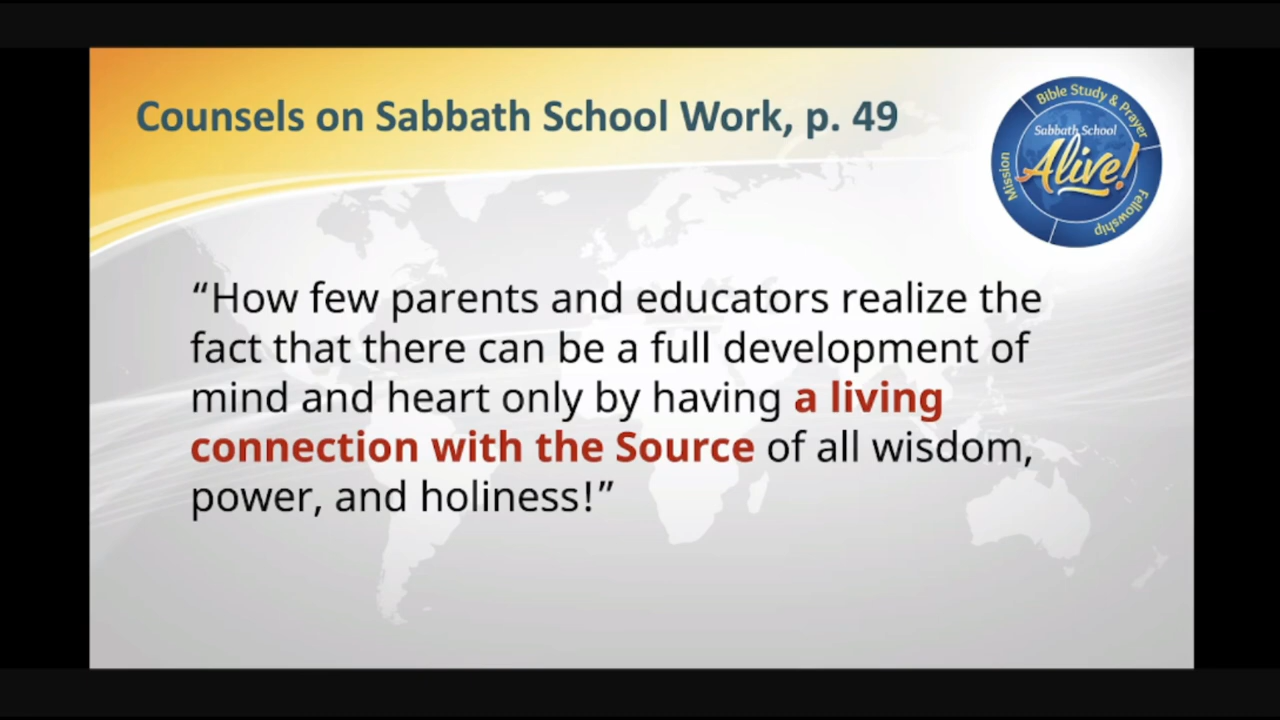 Counsels on Sabbath School Work, p. 49
Bible Study & Prayer
Sabbath School
Alive!
Mission
Fellowship
“How few parents and educators realize the
fact that there can be a full development of
mind and heart only by having a living
connection with the Source of all wisdom,
power, and holiness!”